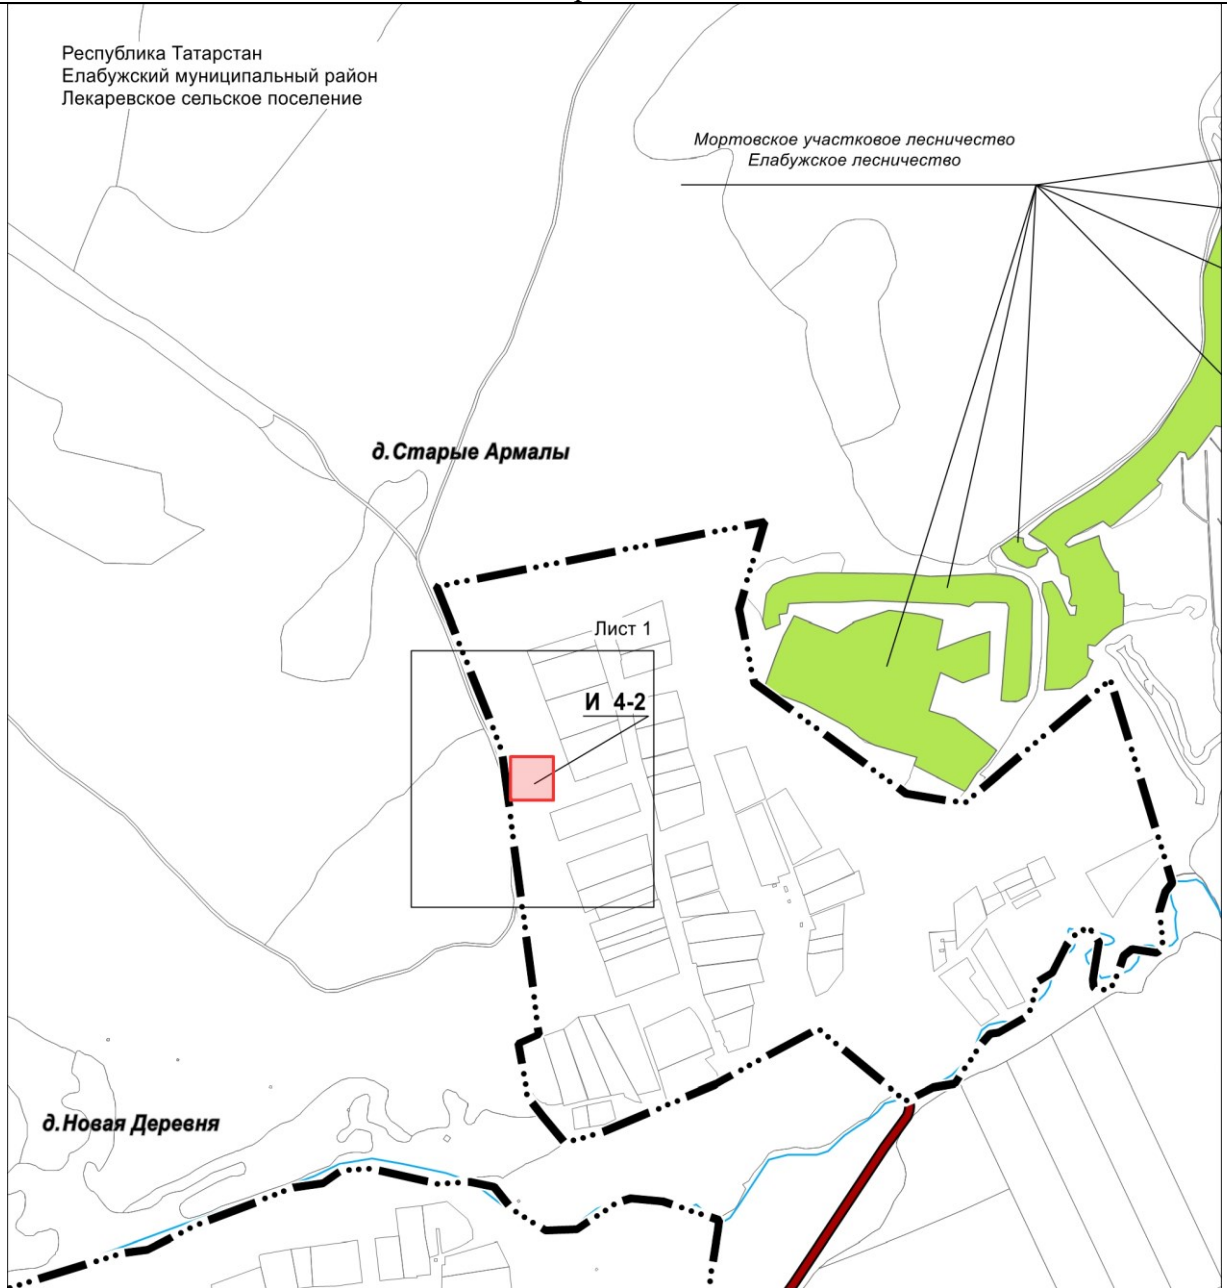 Республика Татарстан
Елабужский муниципальный район
Лекаревское сельское поселение
Мортовское участковое лесничество
Елабужское лесничество
д.Старые Армалы
Лист 1
И 4-2
д.Новая Деревня